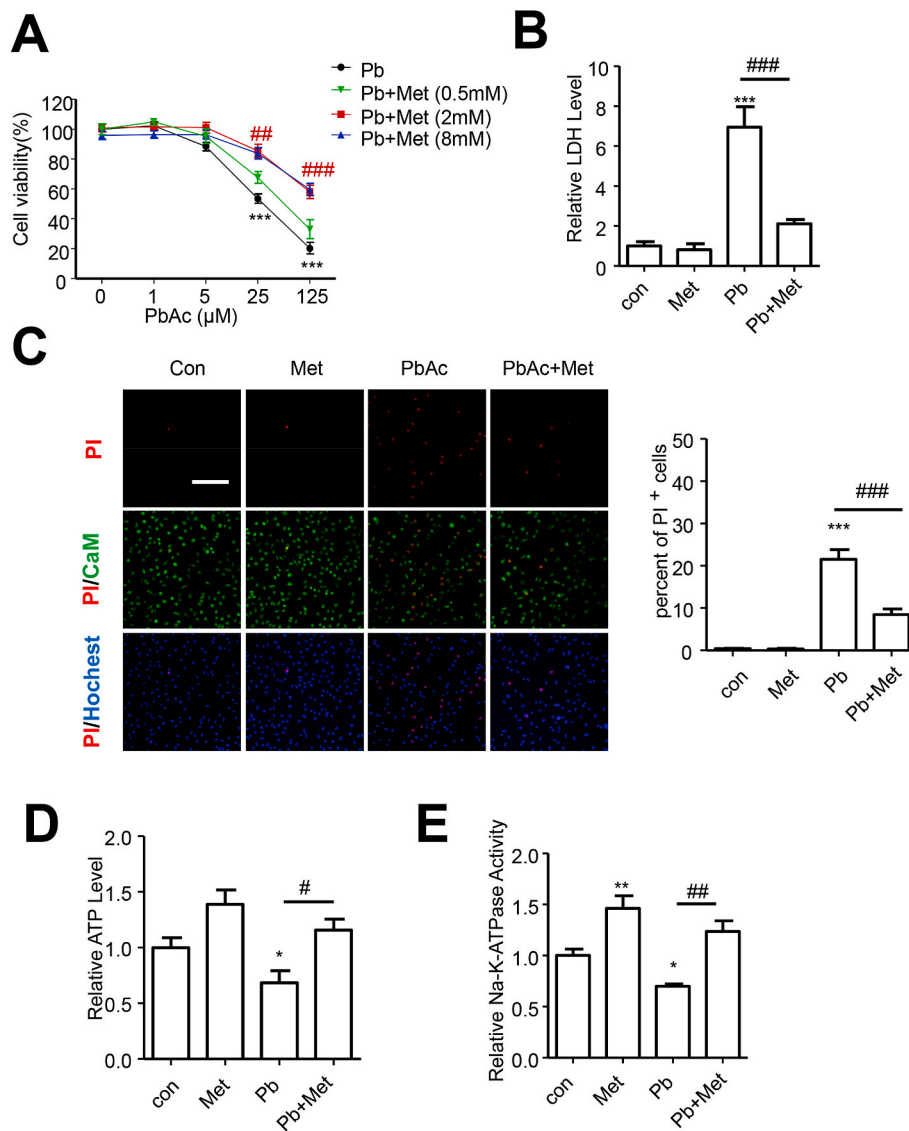 A
Pb
Pb+Met (0.5mM)
Pb+Met (2mM)
Pb+Met (8mM)
Cell viability(%)
120
100
80
60
40
20
0
##
###
***
***
0 1 5 25 125
PbAc (µM)
B
Relative LDH Level
10
8
6
4
2
0
###
***
con Met Pb Pb+Met
C
Con Met PbAc PbAc+Met
PI
PI/CaM
PI/Hochest
percent of PI + cells
50
40
30
20
10
0
###
***
con Met Pb Pb+Met
D
Relative ATP Level
2.0
1.5
1.0
0.5
0.0
#
*
con Met Pb Pb+Met
E
Relative Na-K-ATPase Activity
2.0
1.5
1.0
0.5
0.0
**
##
*
con Met Pb Pb+Met